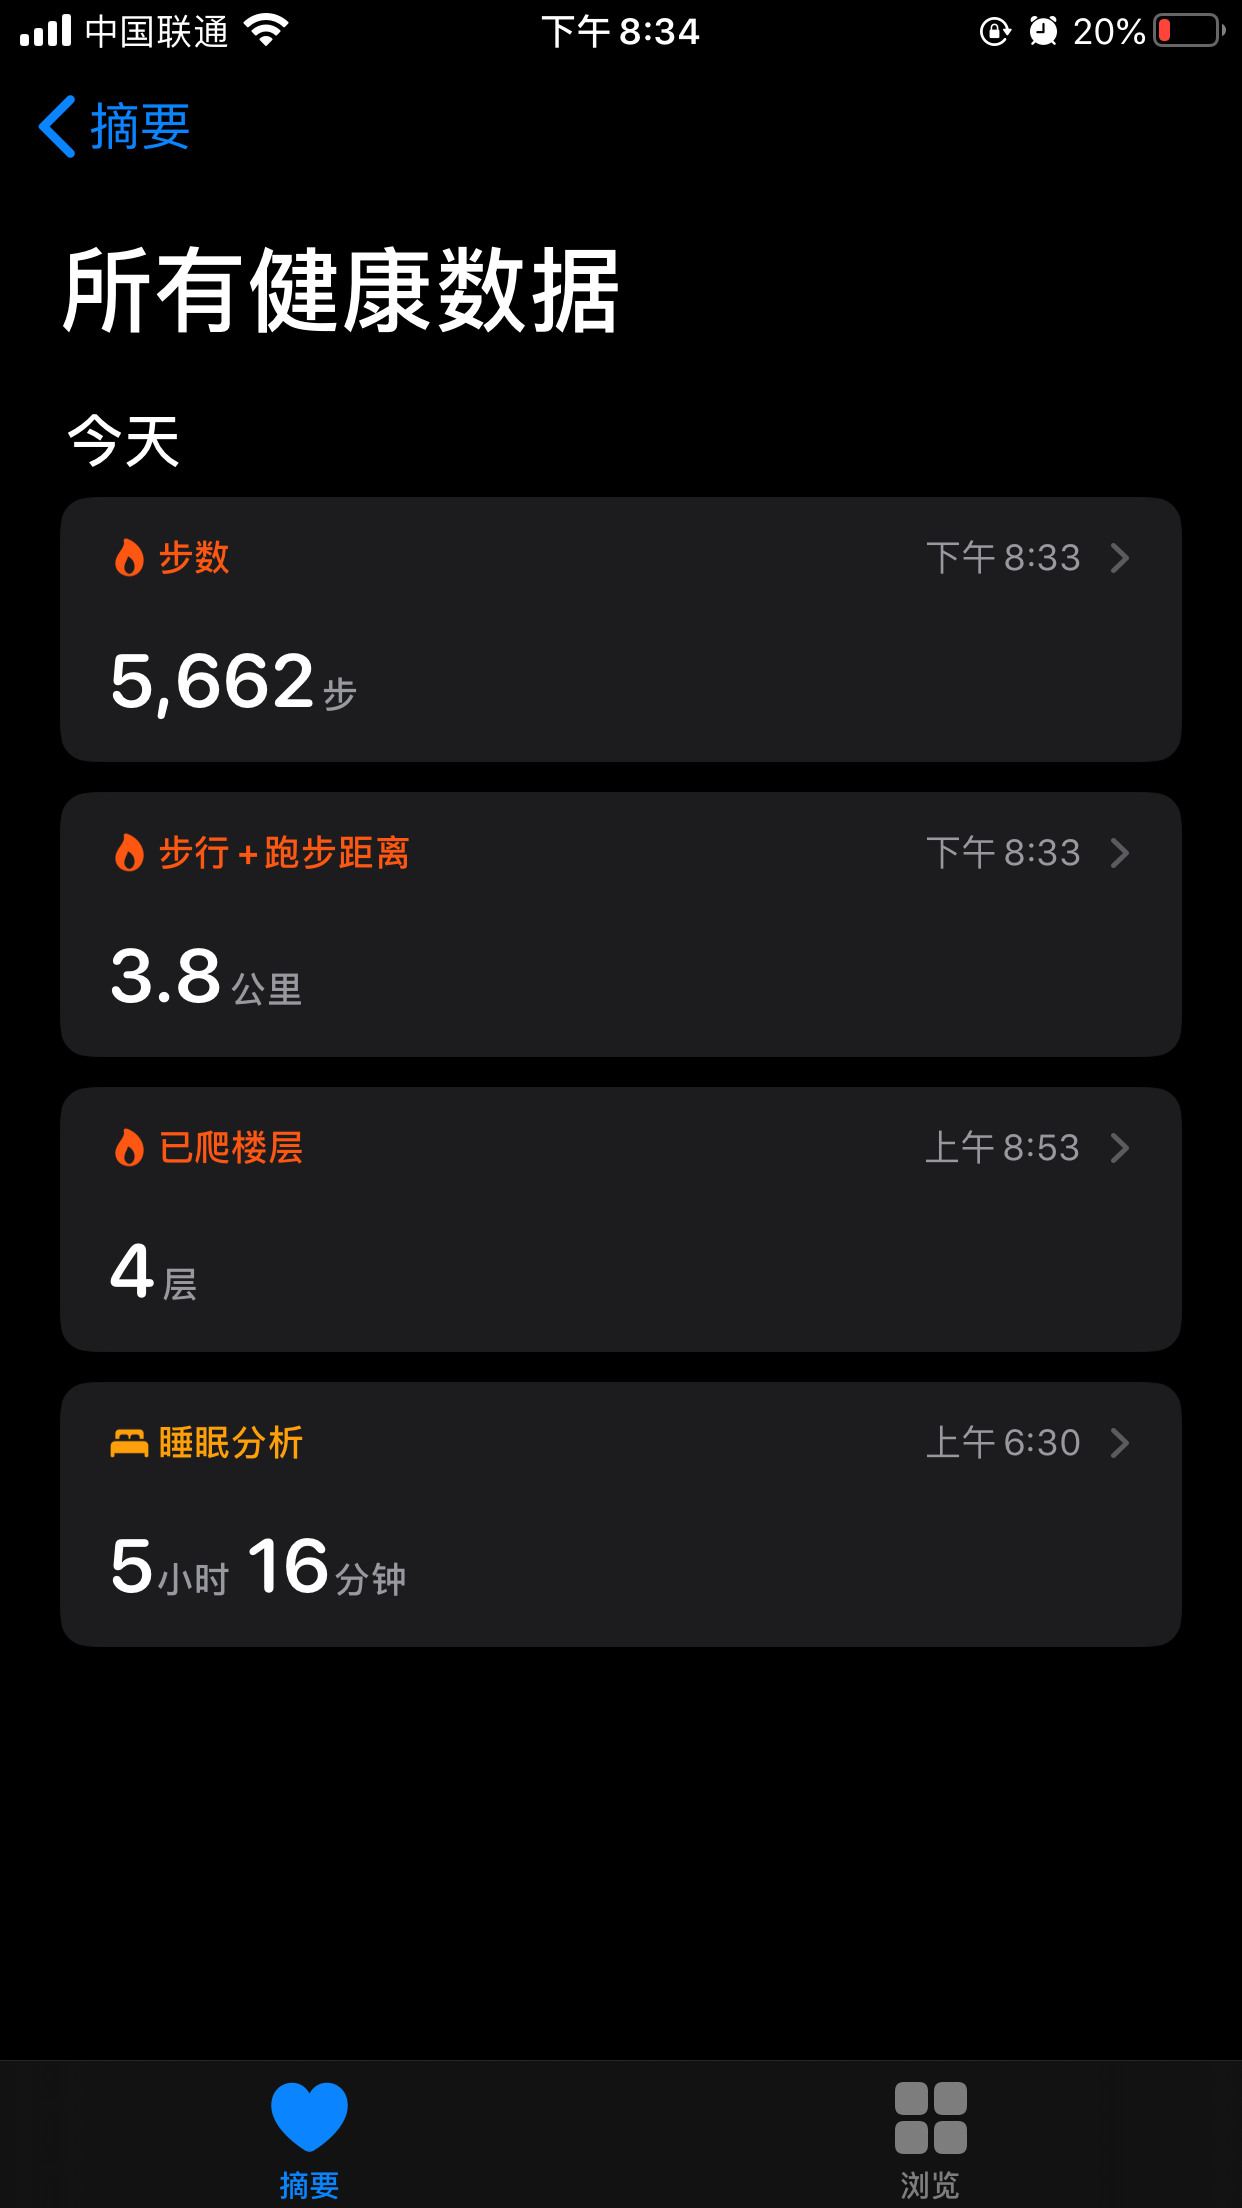 中国联通 下午 8:34 20%
摘要
所有健康数据
今天
步数 下午 8:33
5,662 步
步行 + 跑步距离 下午 8:33
3.8 公里
已爬楼层 上午 8:53
4 层
睡眠分析 上午 6:30
5小时 16分钟
摘要 浏览